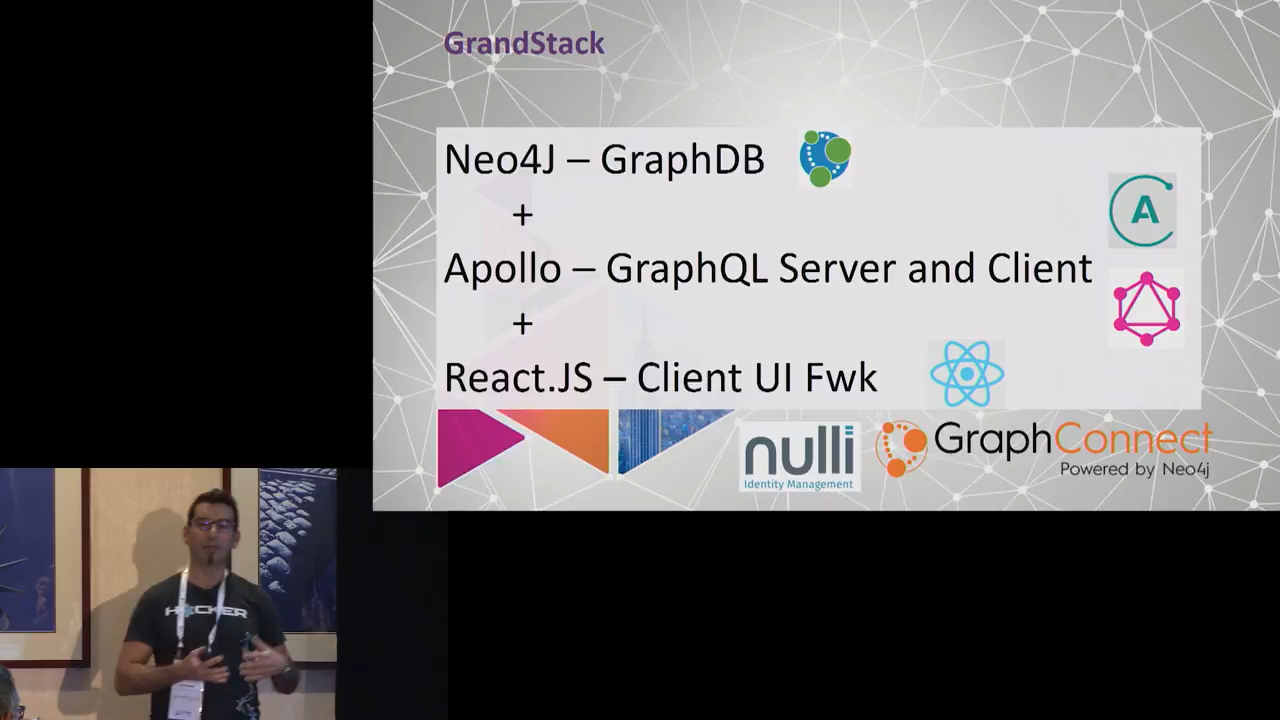 GrandStack
Neo4J – GraphDB
+
Apollo – GraphQL Server and Client
A
+
React.JS – Client UI Fwk
nulli
Identity Management
GraphConnect
Powered by Neo4j
HACKER